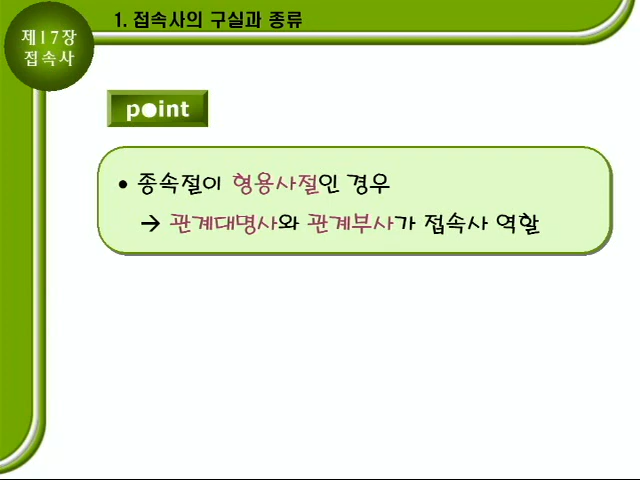 1. 접속사의 구실과 종류
제17장
접속사
point
• 종속절이 형용사절인 경우
→ 관계대명사와 관계부사가 접속사 역할